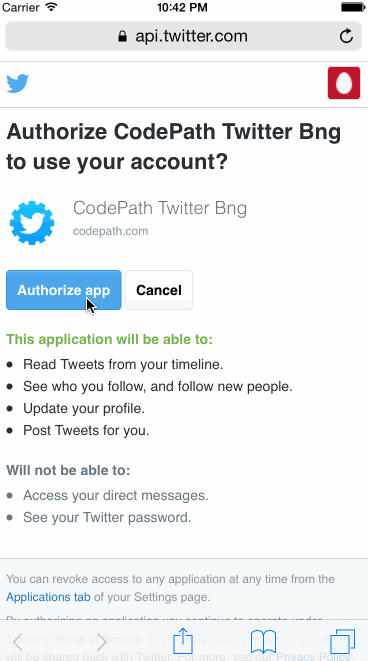 Carrier 10:42 PM
api.twitter.com
Authorize CodePath Twitter Bng
to use your account?
CodePath Twitter Bng
codepath.com
Authorize app Cancel
This application will be able to:
Read Tweets from your timeline.
See who you follow, and follow new people.
Update your profile.
Post Tweets for you.
Will not be able to:
Access your direct messages.
See your Twitter password.
You can revoke access to any application at any time from the
Applications tab of your Settings page.
By authorizing an application you continue to operate under
Twitter's Terms of Service. In
will be shared back with Twitter. For more, see our Privacy Policy.